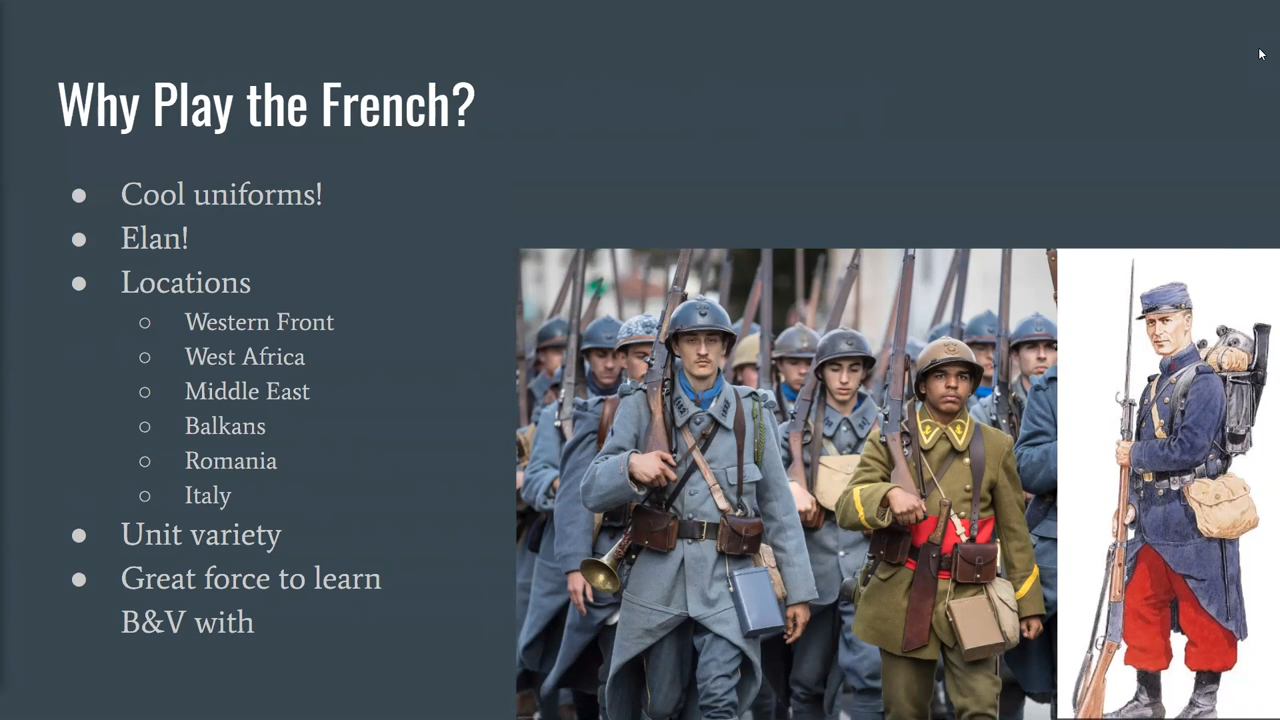 Why Play the French?
● Cool uniforms!
● Elan!
● Locations
○ Western Front
○ West Africa
○ Middle East
○ Balkans
○ Romania
○ Italy
● Unit variety
● Great force to learn
B&V with